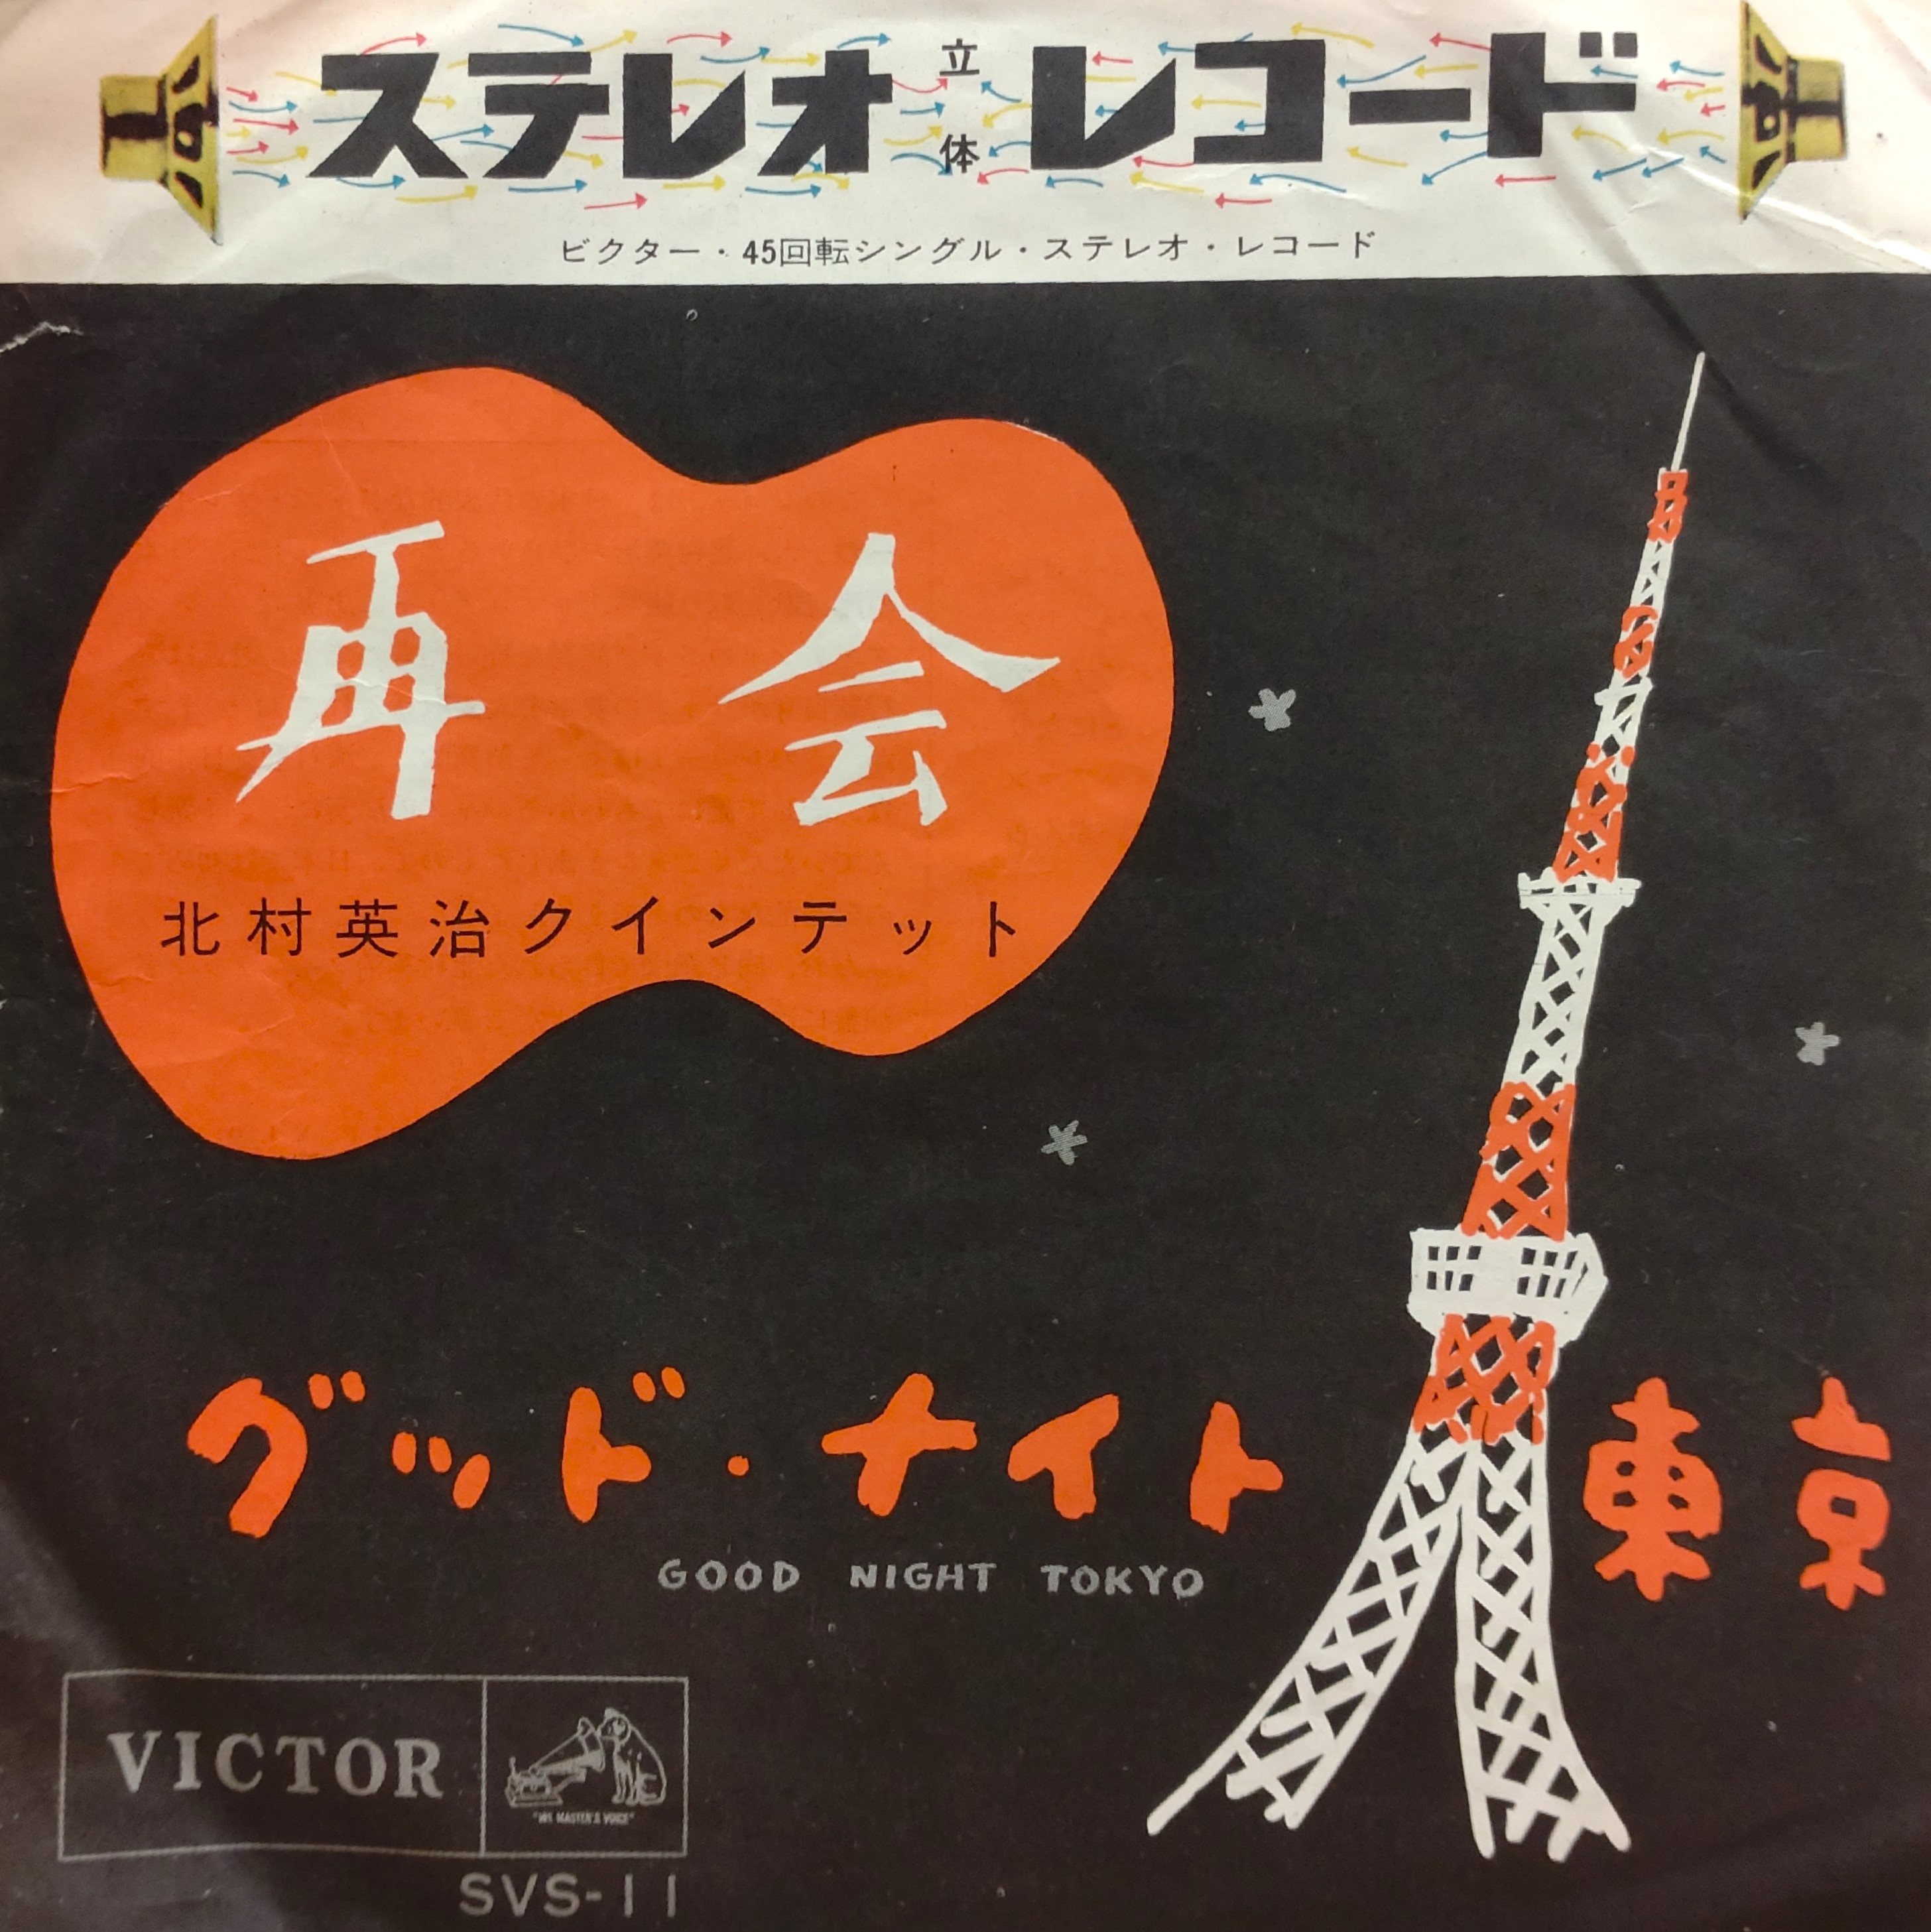 ステレオ立体レコード
ビクター・45回転シングル・ステレオ・レコード
再会
北村英治クインテット
グッド・ナイト東京
GOOD NIGHT TOKYO
VICTOR
"HIS MASTER'S VOICE"
SVS-11